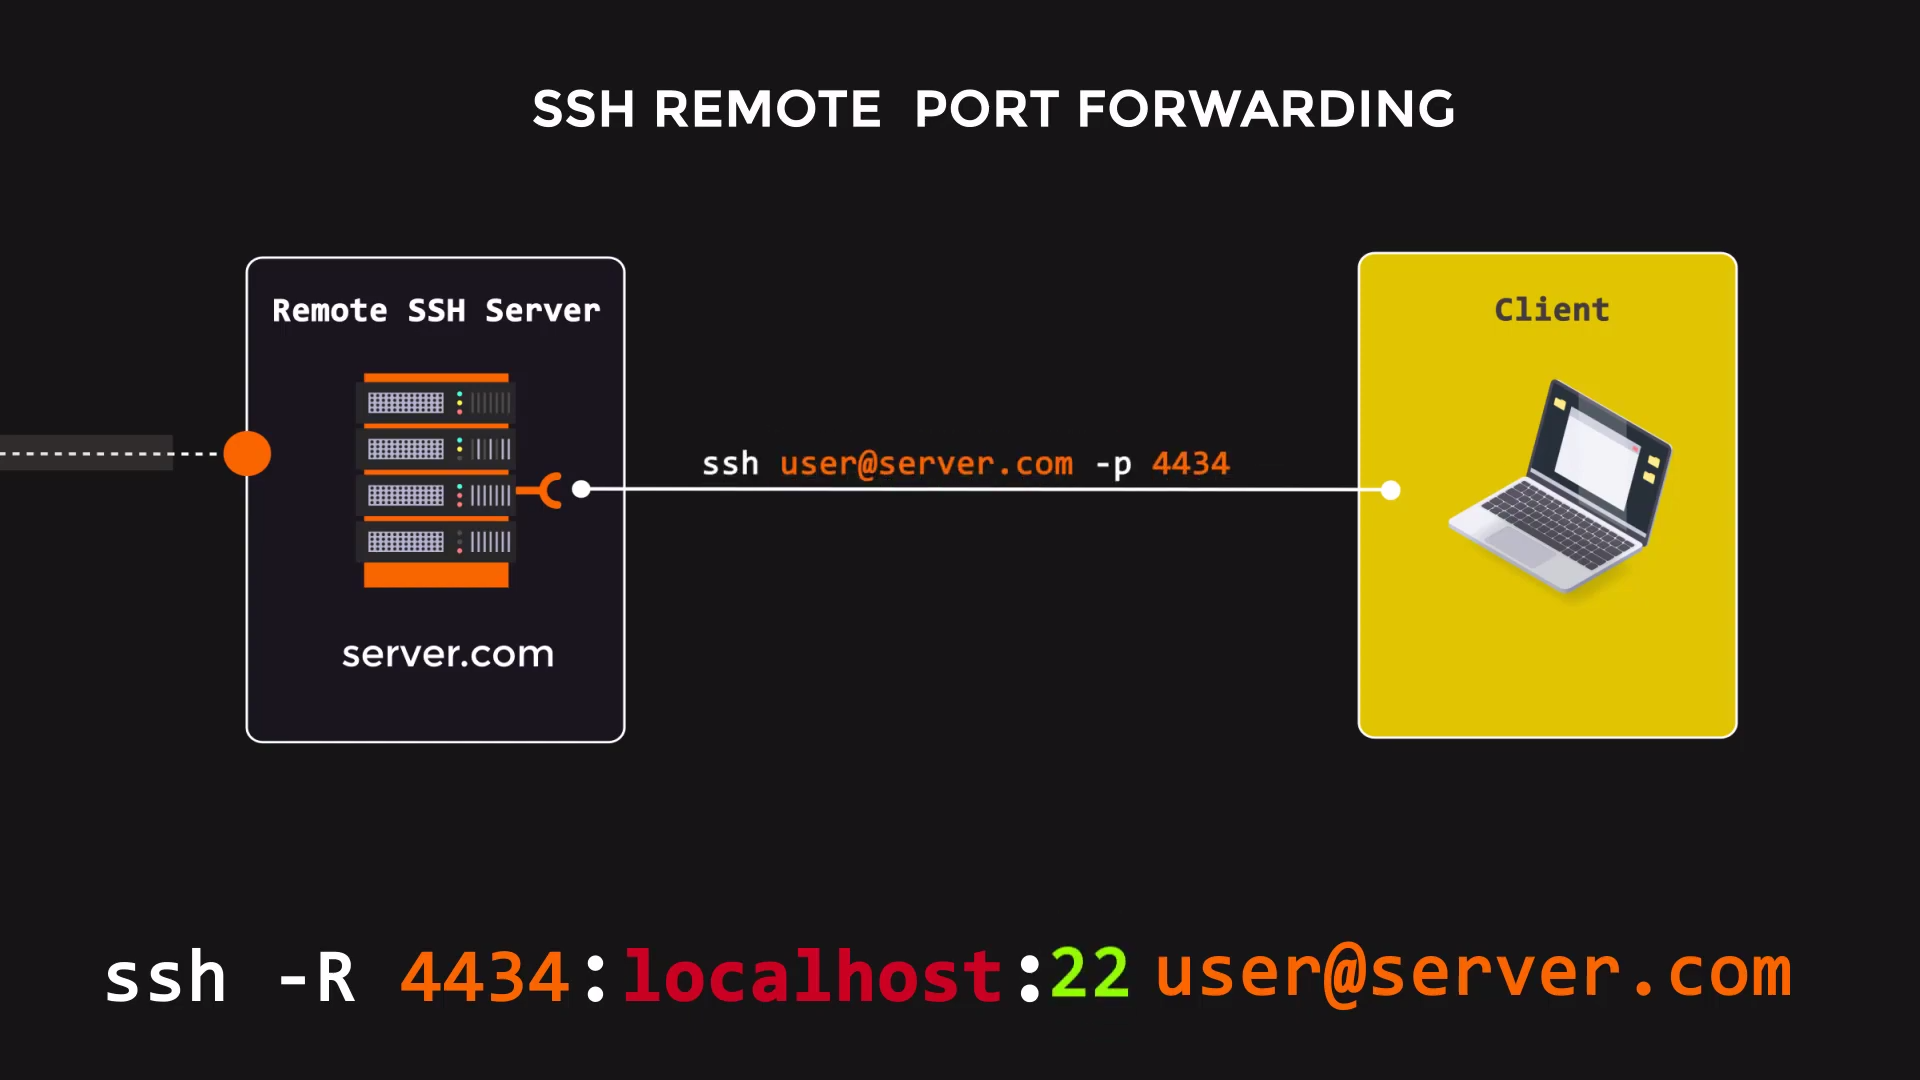 SSH REMOTE PORT FORWARDING
Remote SSH Server
Client
ssh user@server.com -p 4434
server.com
ssh -R 4434:localhost:22 user@server.com